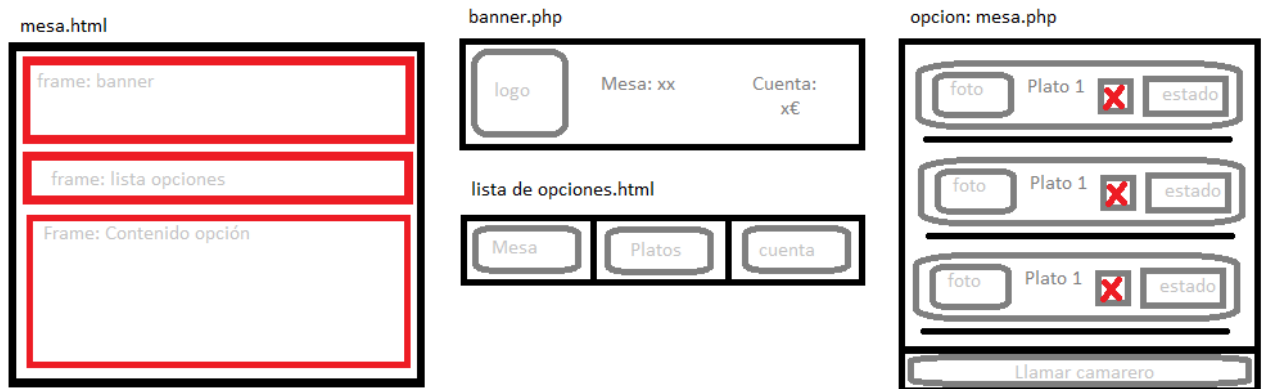 mesa.html
frame: banner
frame: lista opciones
Frame: Contenido opción
banner.php
logo
Mesa: xx
Cuenta:
x€
lista de opciones.html
Mesa
Platos
cuenta
opcion: mesa.php
foto
Plato 1
estado
foto
Plato 1
estado
foto
Plato 1
estado
Llamar camarero